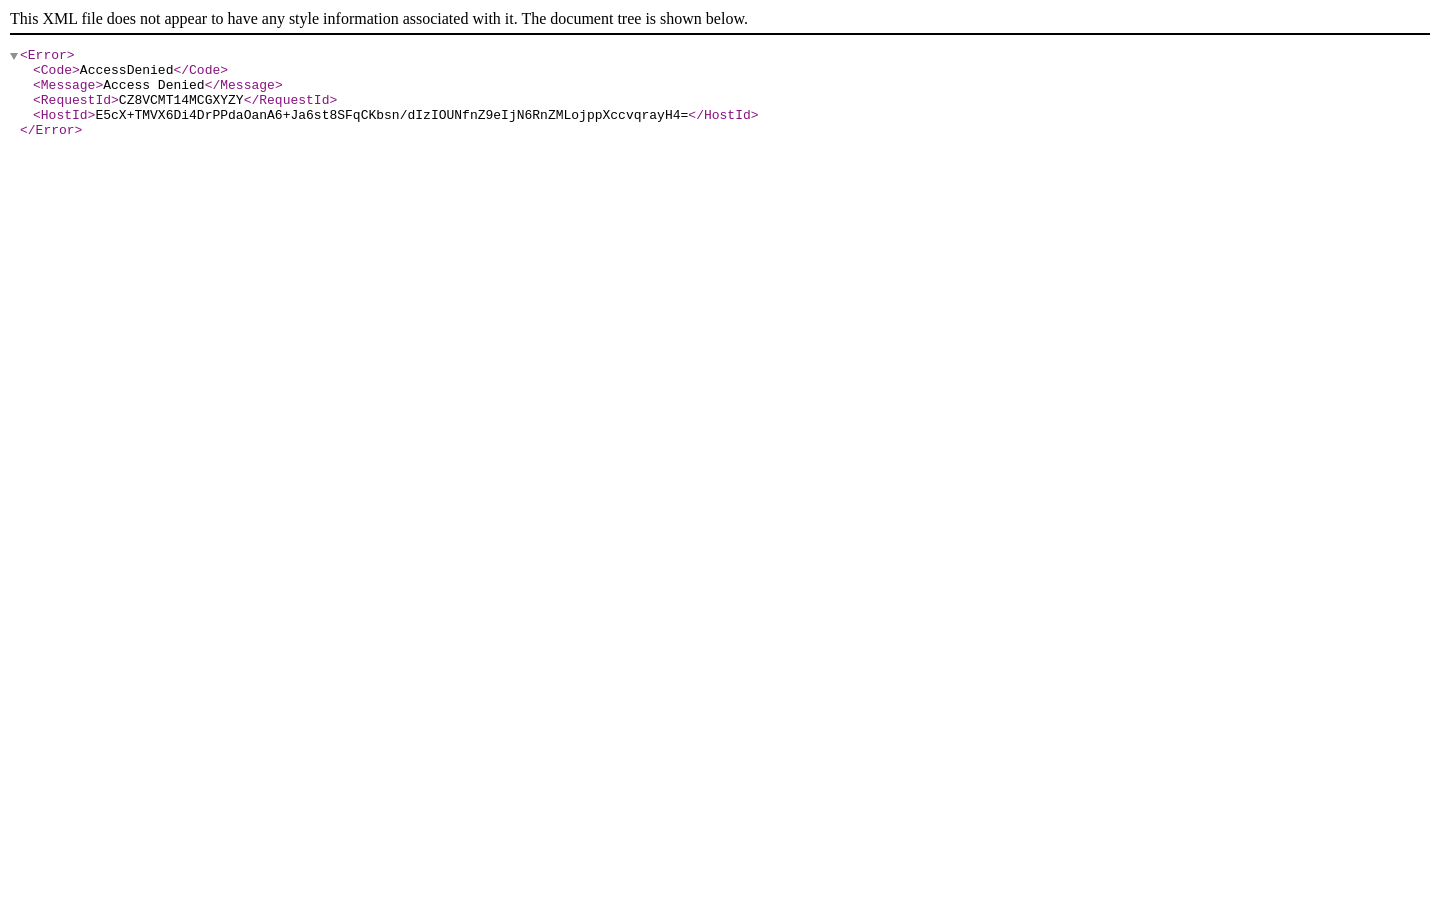 This XML file does not appear to have any style information associated with it. The document tree is shown below.
<Error>
<Code>AccessDenied</Code>
<Message>Access Denied</Message>
<RequestId>CZ8VCMT14MCGXYZY</RequestId>
<HostId>E5cX+TMVX6Di4DrPPdaOanA6+Ja6st8SFqCKbsn/dIzIOUNfnZ9eIjN6RnZMLojppXccvqrayH4=</HostId>
</Error>